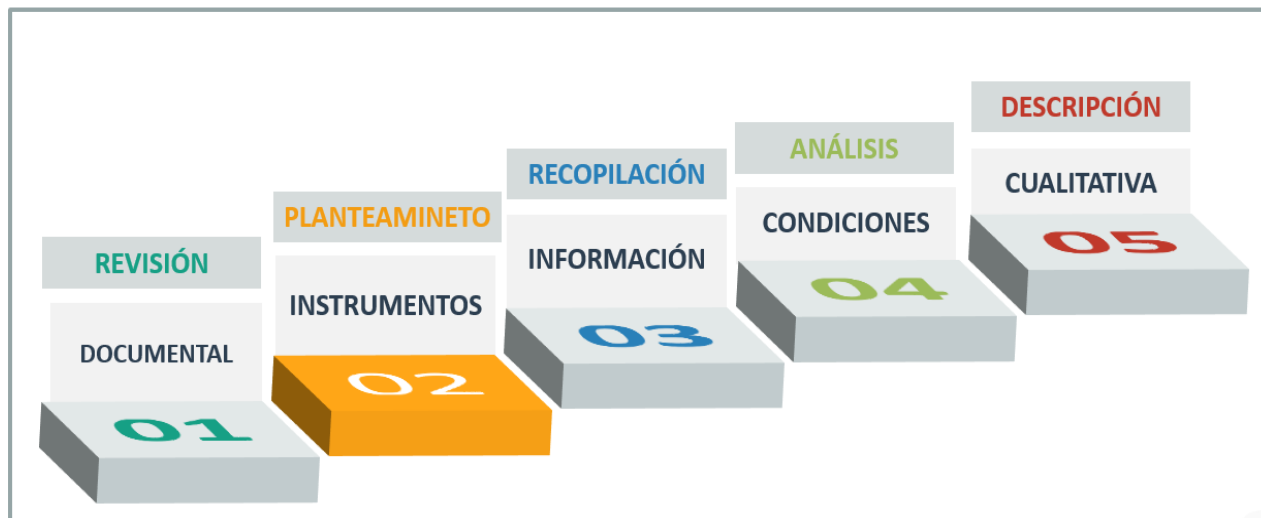 REVISIÓN
DOCUMENTAL
01
PLANTEAMINETO
INSTRUMENTOS
02
RECOPILACIÓN
INFORMACIÓN
03
ANÁLISIS
CONDICIONES
04
DESCRIPCIÓN
CUALITATIVA
05